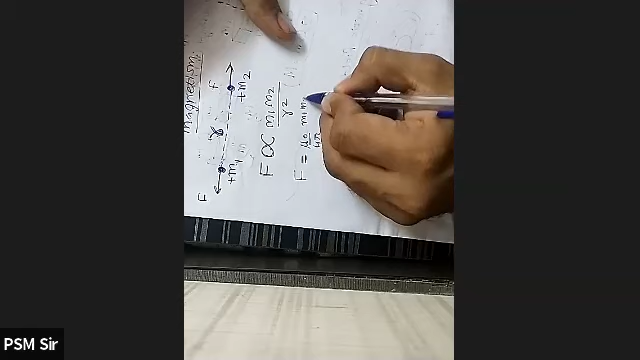 magnetism
F +m₁ r F +m₂
F ∝ m₁m₂ / r²
F = μ₀ / 4π m₁m₂
PSM Sir